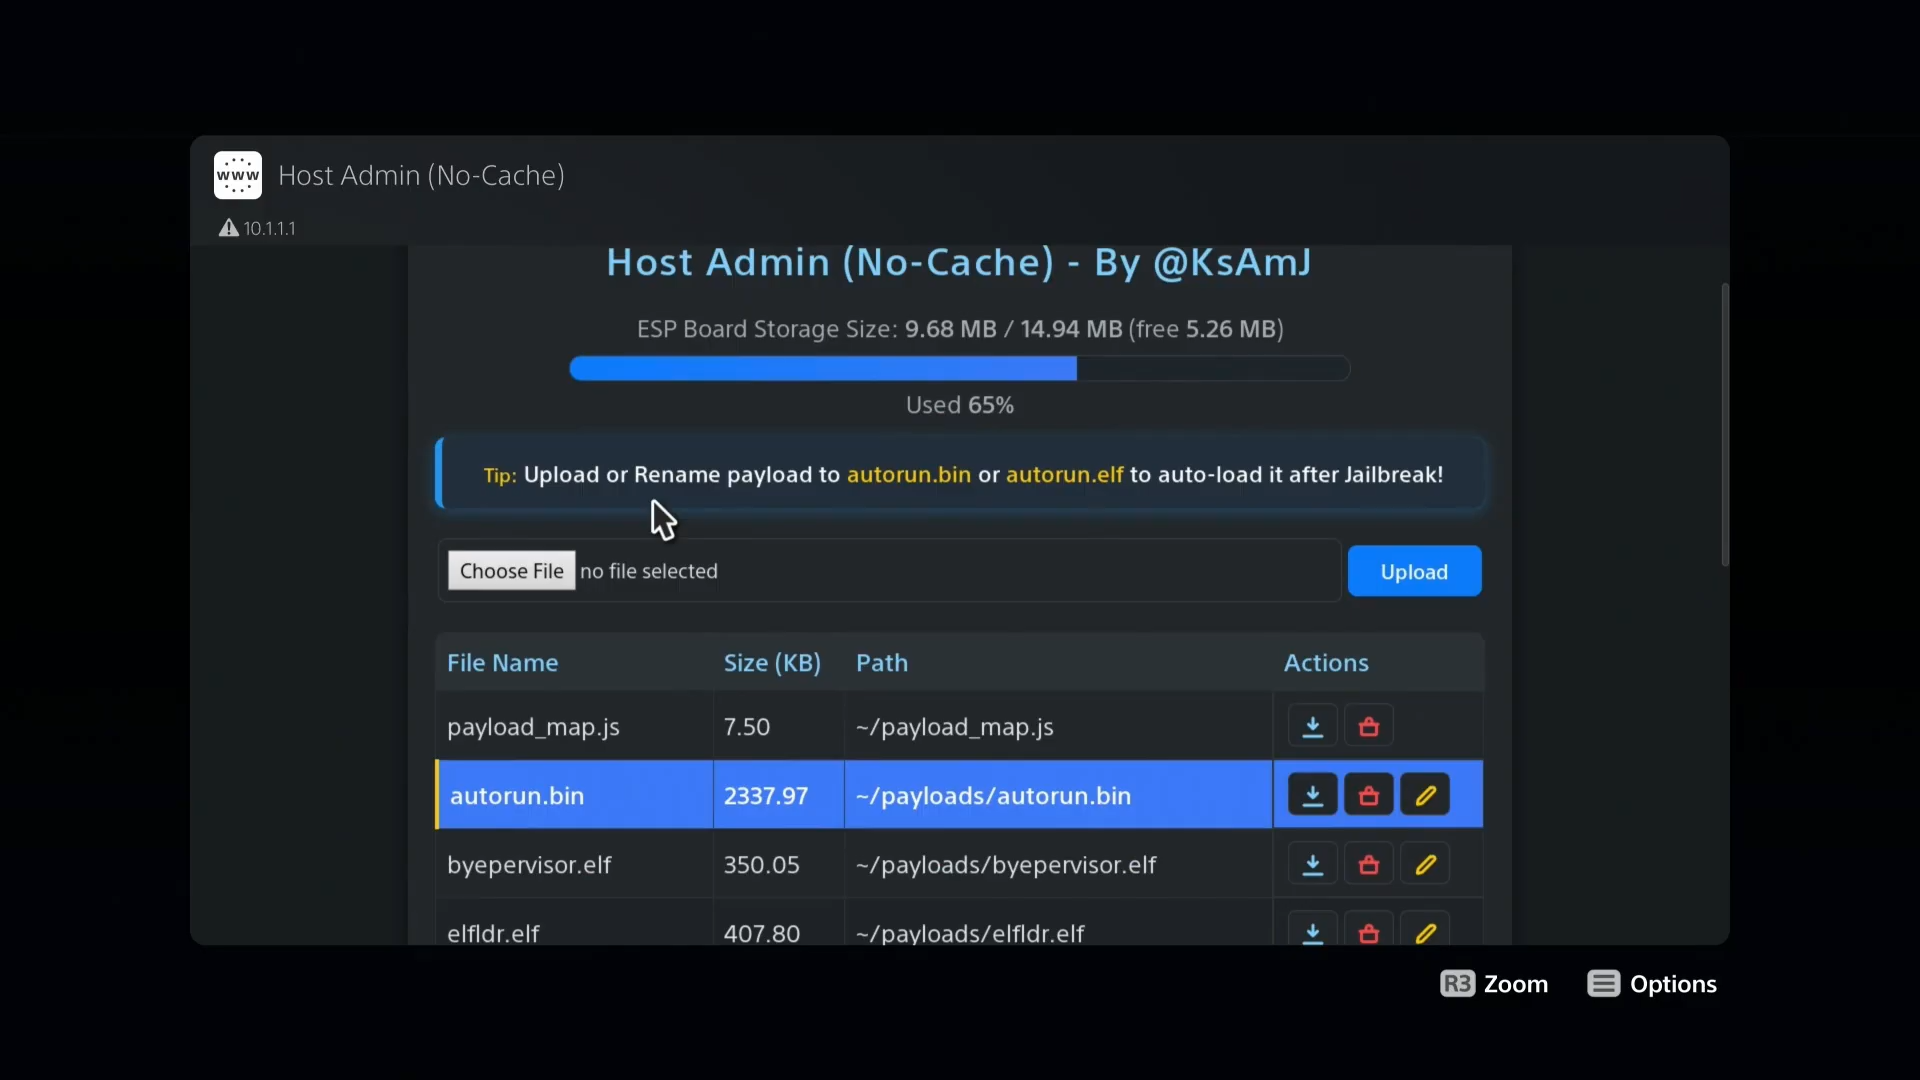 www
Host Admin (No-Cache)
10.1.1.1
Host Admin (No-Cache) - By @KsAmJ
ESP Board Storage Size: 9.68 MB / 14.94 MB (free 5.26 MB)
Used 65%
Tip: Upload or Rename payload to autorun.bin or autorun.elf to auto-load it after Jailbreak!
Choose File no file selected
Upload
File Name Size (KB) Path Actions
payload_map.js 7.50 ~/payload_map.js
autorun.bin 2337.97 ~/payloads/autorun.bin
byepervisor.elf 350.05 ~/payloads/byepervisor.elf
elfldr.elf 407.80 ~/payloads/elfldr.elf
R3 Zoom Options